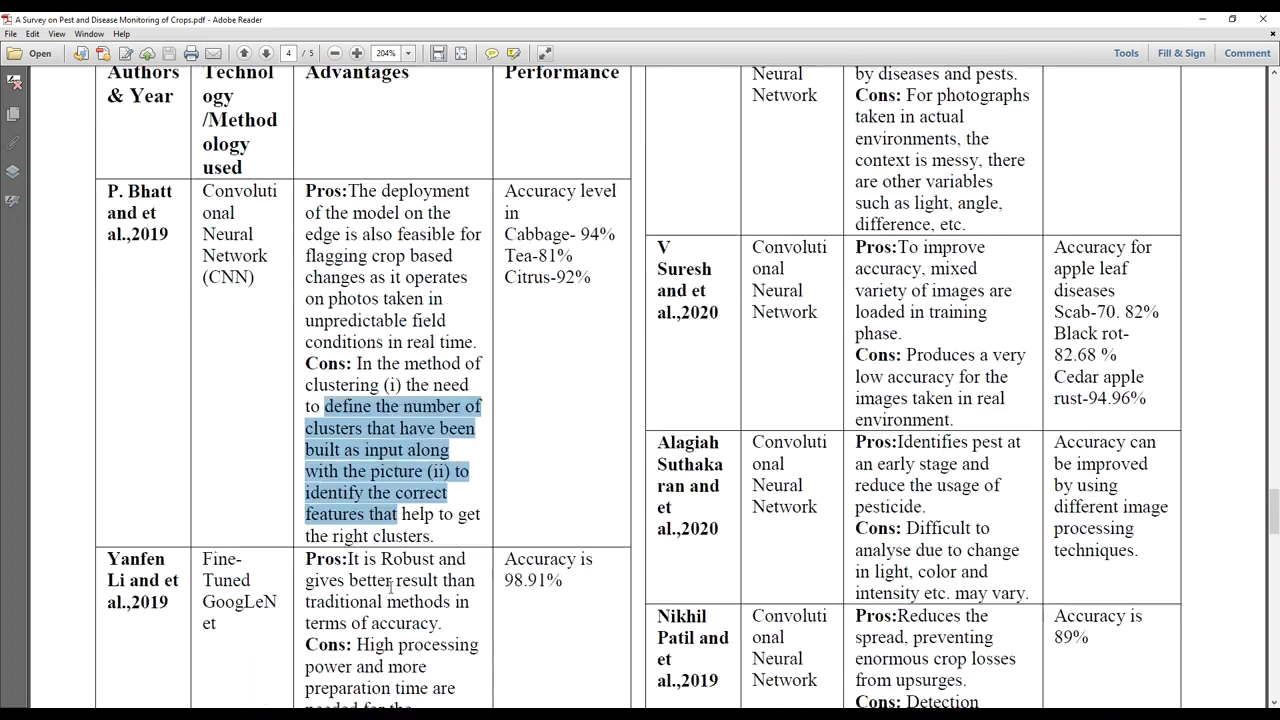 A Survey on Pest and Disease Monitoring of Crops.pdf - Adobe Reader
File Edit View Window Help
Open 4 / 5 204% Tools Fill & Sign Comment
Authors
& Year
Technol
ogy
/Method
ology
used
Advantages
Performance
P. Bhatt
and et
al.,2019
Convoluti
onal
Neural
Network
(CNN)
Pros:The deployment
of the model on the
edge is also feasible for
flagging crop based
changes as it operates
on photos taken in
unpredictable field
conditions in real time.
Cons: In the method of
clustering (i) the need
to define the number of
clusters that have been
built as input along
with the picture (ii) to
identify the correct
features that help to get
the right clusters.
Accuracy level
in
Cabbage- 94%
Tea-81%
Citrus-92%
Yanfen
Li and et
al.,2019
Fine-
Tuned
GoogLeN
et
Pros:It is Robust and
gives better result than
traditional methods in
terms of accuracy.
Cons: High processing
power and more
preparation time are
Accuracy is
98.91%
Neural
Network
by diseases and pests.
Cons: For photographs
taken in actual
environments, the
context is messy, there
are other variables
such as light, angle,
difference, etc.
V
Suresh
and et
al.,2020
Convoluti
onal
Neural
Network
Pros:To improve
accuracy, mixed
variety of images are
loaded in training
phase.
Cons: Produces a very
low accuracy for the
images taken in real
environment.
Accuracy for
apple leaf
diseases
Scab-70. 82%
Black rot-
82.68 %
Cedar apple
rust-94.96%
Alagiah
Suthaka
ran and
et
al.,2020
Convoluti
onal
Neural
Network
Pros:Identifies pest at
an early stage and
reduce the usage of
pesticide.
Cons: Difficult to
analyse due to change
in light, color and
intensity etc. may vary.
Accuracy can
be improved
by using
different image
processing
techniques.
Nikhil
Patil and
et
al.,2019
Convoluti
onal
Neural
Network
Pros:Reduces the
spread, preventing
enormous crop losses
from upsurges.
Cons: Detection
Accuracy is
89%